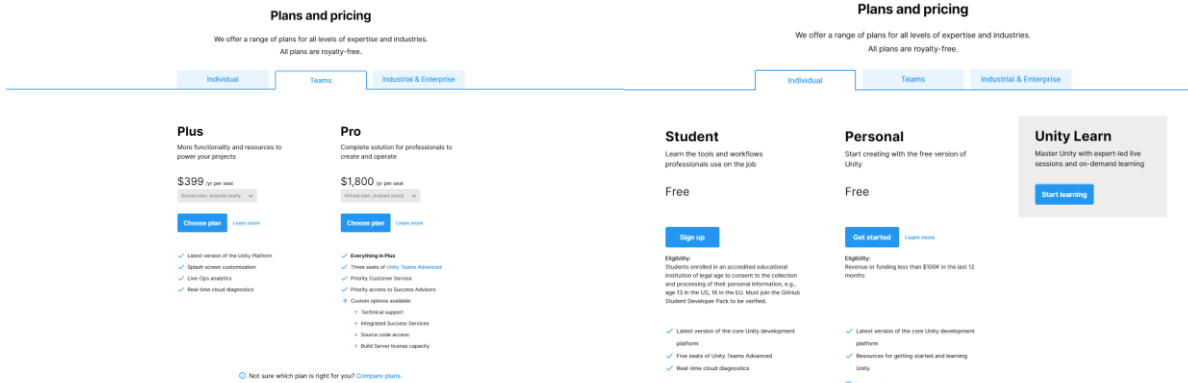 Plans and pricing
We offer a range of plans for all levels of expertise and industries.
All plans are royalty-free.
Individual
Teams
Industrial & Enterprise
Plus
More functionality and resources to
power your projects
$399 /yr per seat
Annual plan, prepaid yearly
Choose plan
Learn more
Latest version of the Unity Platform
Splash screen customization
Live-Ops analytics
Real-time cloud diagnostics
Pro
Complete solution for professionals to
create and operate
$1,800 /yr per seat
Annual plan, prepaid yearly
Choose plan
Learn more
Everything in Plus
Three seats of Unity Teams Advanced
Priority Customer Service
Priority access to Success Advisors
Custom options available
Technical support
Integrated Success Services
Source code access
Build Server license capacity
Not sure which plan is right for you? Compare plans.
Plans and pricing
We offer a range of plans for all levels of expertise and industries.
All plans are royalty-free.
Individual
Teams
Industrial & Enterprise
Student
Learn the tools and workflows
professionals use on the job
Free
Sign up
Eligibility:
Students enrolled in an accredited educational
institution of legal age to consent to the collection
and processing of their personal information, e.g.,
age 13 in the US, 16 in the EU. Must join the GitHub
Student Developer Pack to be verified.
Latest version of the core Unity development
platform
Five seats of Unity Teams Advanced
Real-time cloud diagnostics
Personal
Start creating with the free version of
Unity
Free
Get started
Learn more
Eligibility:
Revenue or funding less than $100K in the last 12
months
Latest version of the core Unity development
platform
Resources for getting started and learning
Unity
Unity Learn
Master Unity with expert-led live
sessions and on-demand learning
Start learning